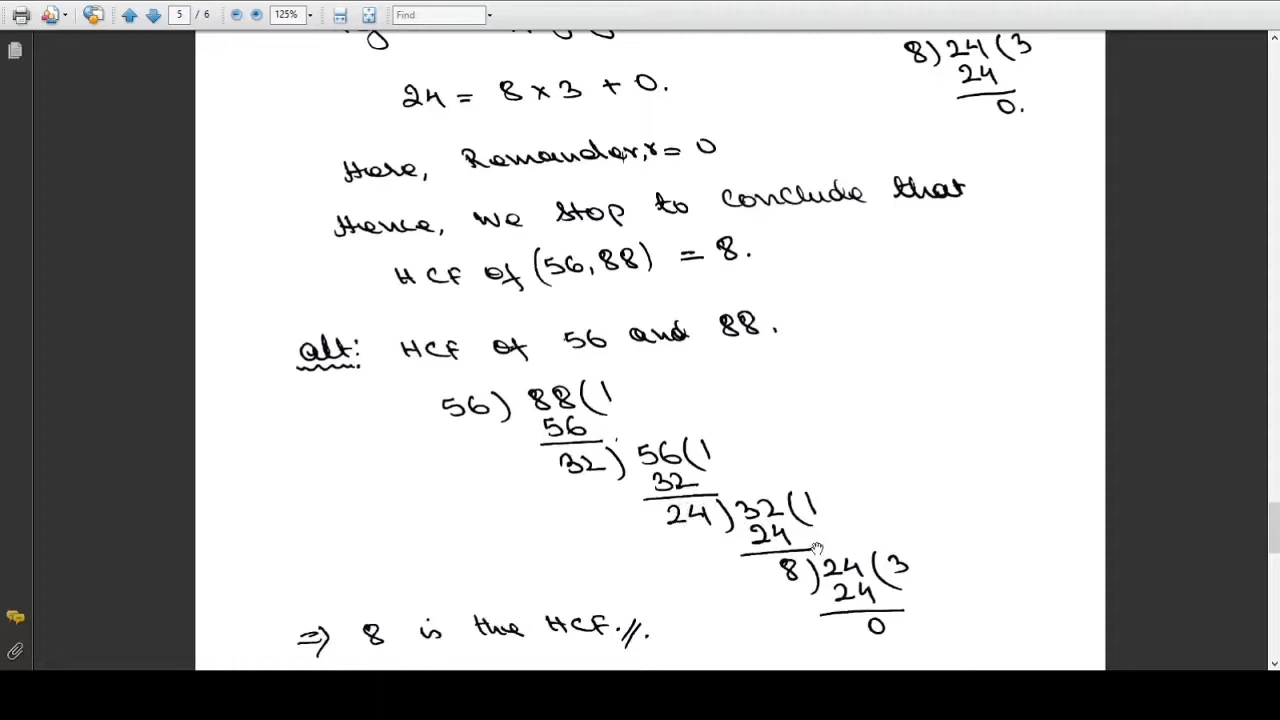 5 / 6
125%
Find
8) 24 (3
24
0.
24 = 8 x 3 + 0.
Here, Remander, r = 0
Hence, we stop to conclude that
HCF of (56, 88) = 8.
alt: HCF of 56 and 88.
56) 88 (1
56
32) 56 (1
32
24) 32 (1
24
8) 24 (3
24
0
=> 8 is the HCF.//.